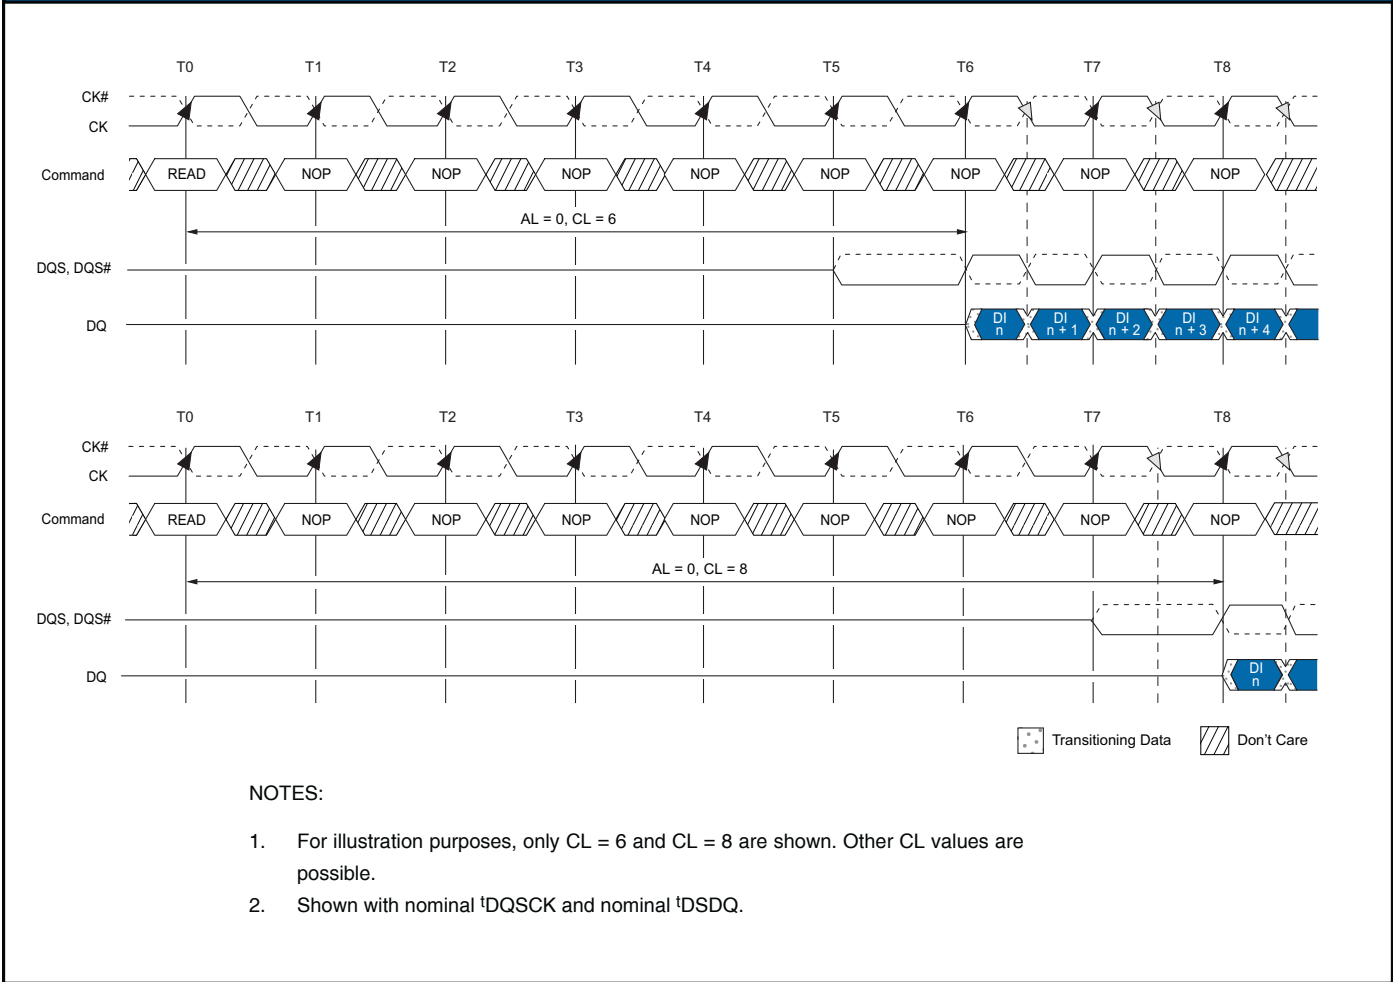 T0 T1 T2 T3 T4 T5 T6 T7 T8
CK#
CK
Command READ NOP NOP NOP NOP NOP NOP NOP NOP
AL = 0, CL = 6
DQS, DQS#
DQ DI n DI n + 1 DI n + 2 DI n + 3 DI n + 4
T0 T1 T2 T3 T4 T5 T6 T7 T8
CK#
CK
Command READ NOP NOP NOP NOP NOP NOP NOP NOP
AL = 0, CL = 8
DQS, DQS#
DQ DI n
Transitioning Data Don't Care
NOTES:
1. For illustration purposes, only CL = 6 and CL = 8 are shown. Other CL values are
possible.
2. Shown with nominal tDQSCK and nominal tDSDQ.